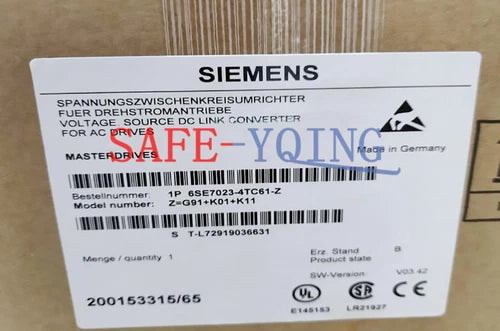 SIEMENS
SPANNUNGSZWISCHENKREISUMRICHTER
FUER DREHSTROMANTRIEBE
VOLTAGE SOURCE DC LINK CONVERTER
FOR AC DRIVES
SAFE-YQING
MASTERDRIVES
Made in Germany
Bestellnummer: 1P 6SE7023-4TC61-Z
Model number: Z=G91+K01+K11
S T-L72919036631
Menge / quantity 1
Erz. Stand B
Product state
SW-Version V03.42
200153315/65
UL
E145153
LR21927